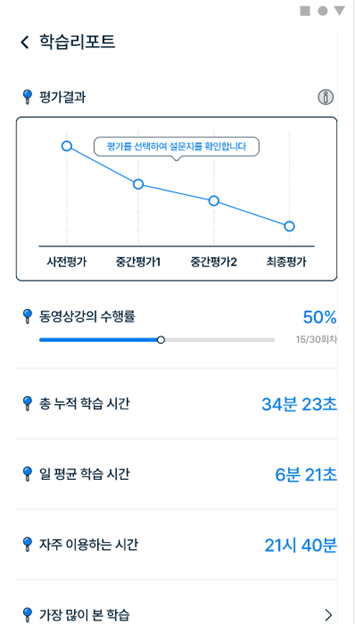 학습리포트
평가결과
평가를 선택하여 설문지를 확인합니다
사전평가 중간평가1 중간평가2 최종평가
동영상강의 수행률 50%
15/30회차
총 누적 학습 시간 34분 23초
일 평균 학습 시간 6분 21초
자주 이용하는 시간 21시 40분
가장 많이 본 학습